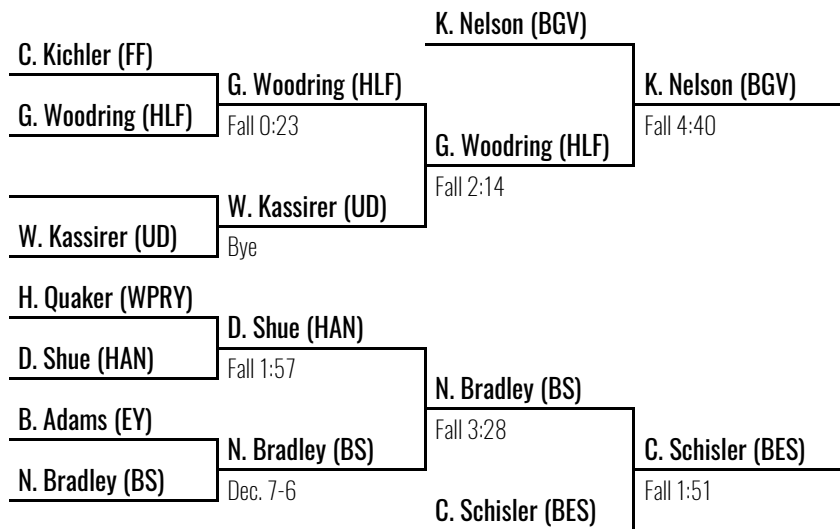 K. Nelson (BGV)
C. Kichler (FF)
G. Woodring (HLF)
K. Nelson (BGV)
G. Woodring (HLF)
Fall 0:23
Fall 4:40
G. Woodring (HLF)
Fall 2:14
W. Kassirer (UD)
W. Kassirer (UD)
Bye
H. Quaker (WPRY)
D. Shue (HAN)
D. Shue (HAN)
Fall 1:57
N. Bradley (BS)
B. Adams (EY)
Fall 3:28
N. Bradley (BS)
C. Schisler (BES)
N. Bradley (BS)
Dec. 7-6
Fall 1:51
C. Schisler (BES)